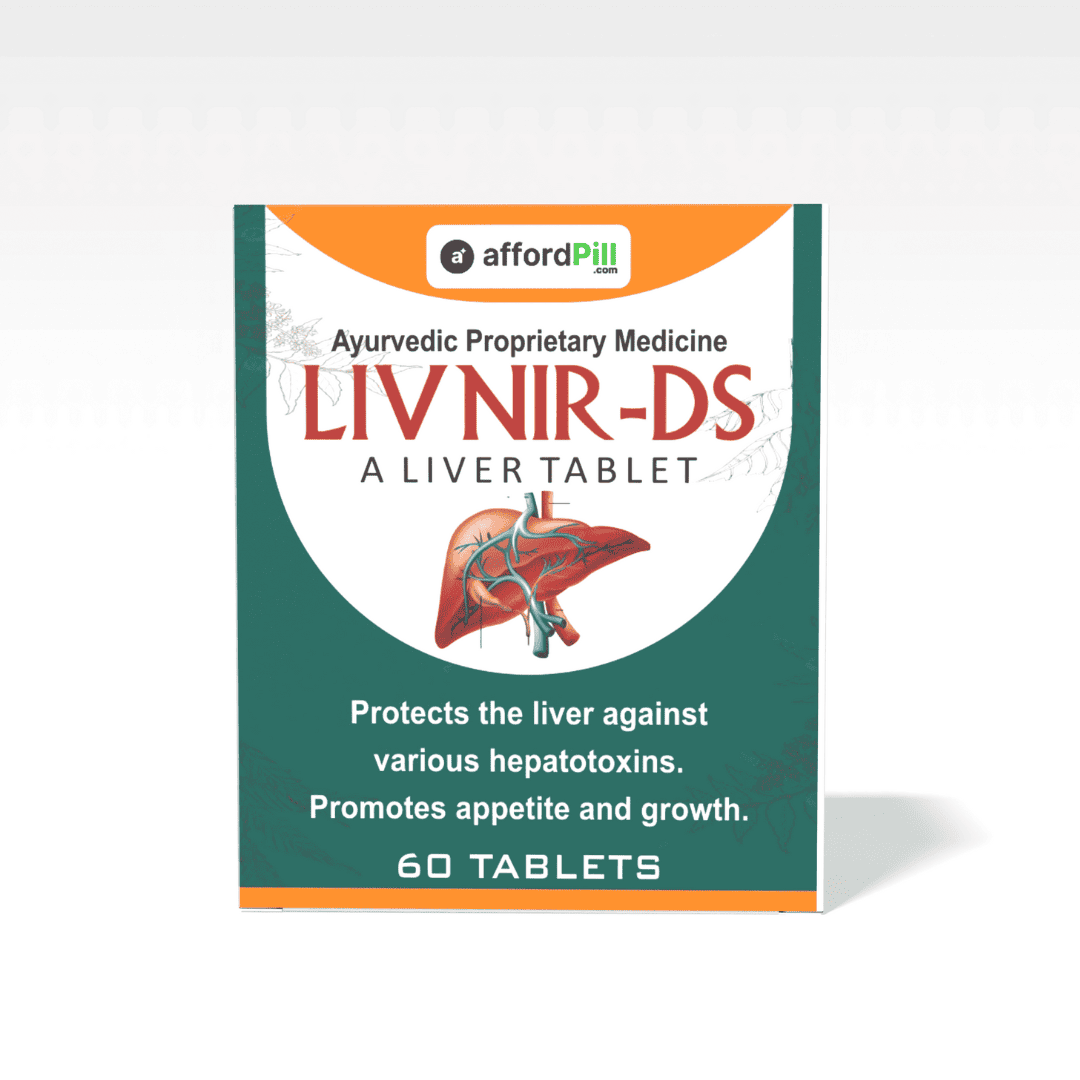 a+ affordPill
.com
Ayurvedic Proprietary Medicine
LIVNIR-DS
A LIVER TABLET
Protects the liver against
various hepatotoxins.
Promotes appetite and growth.
60 TABLETS